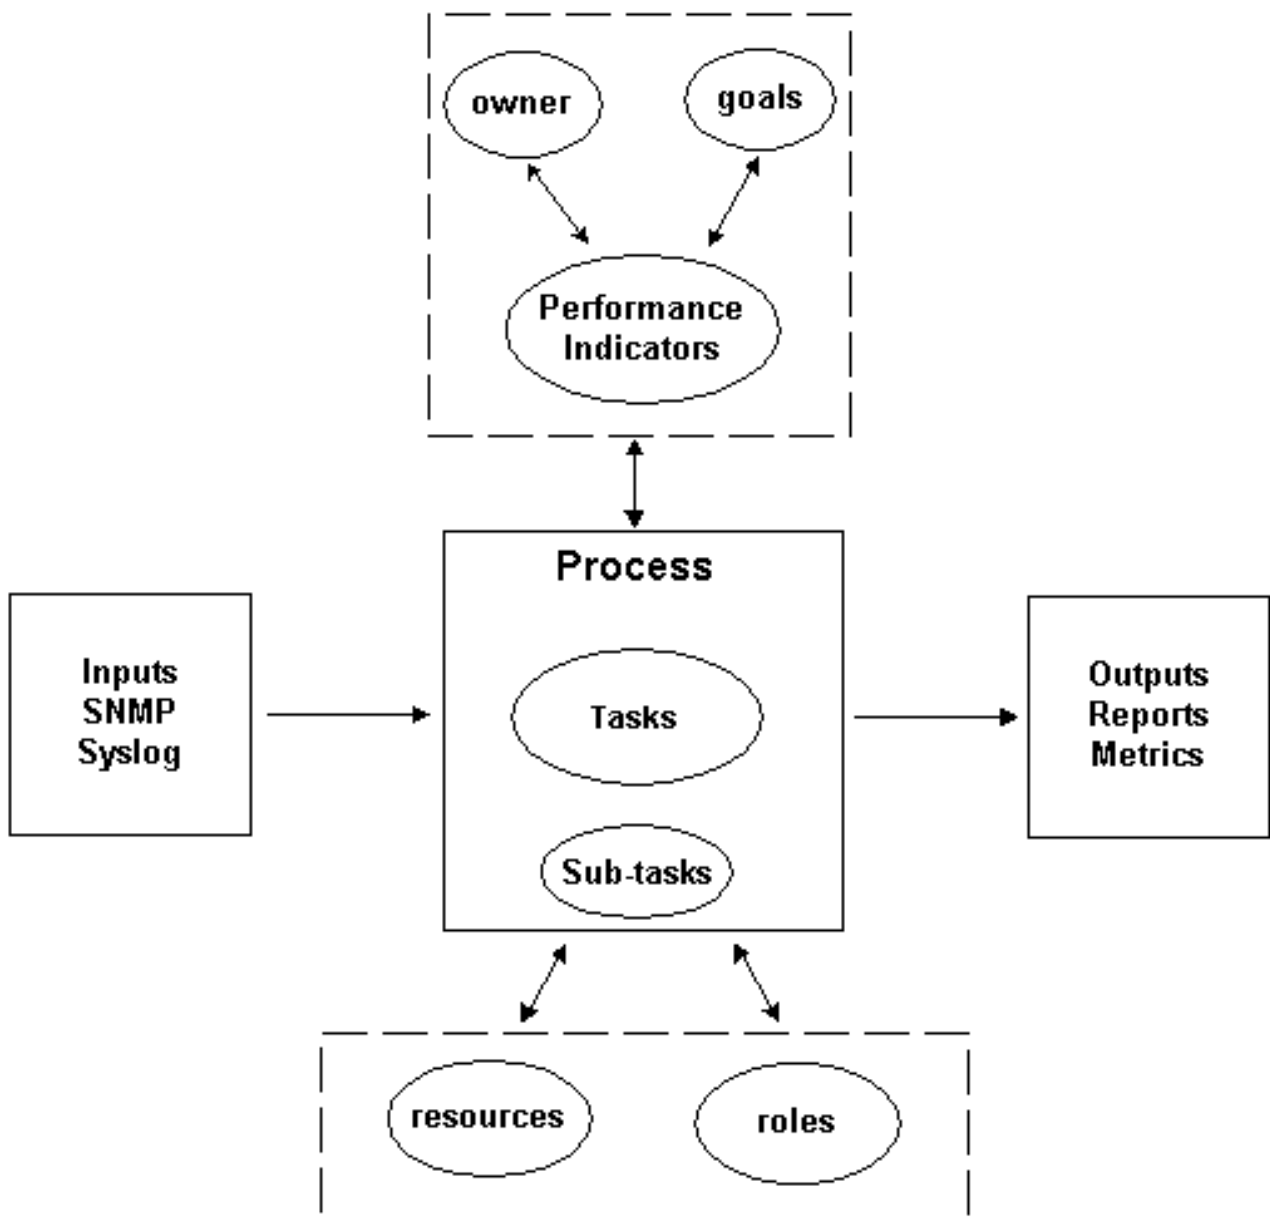 owner
goals
Performance
Indicators
Process
Inputs
SNMP
Syslog
Tasks
Outputs
Reports
Metrics
Sub-tasks
resources
roles